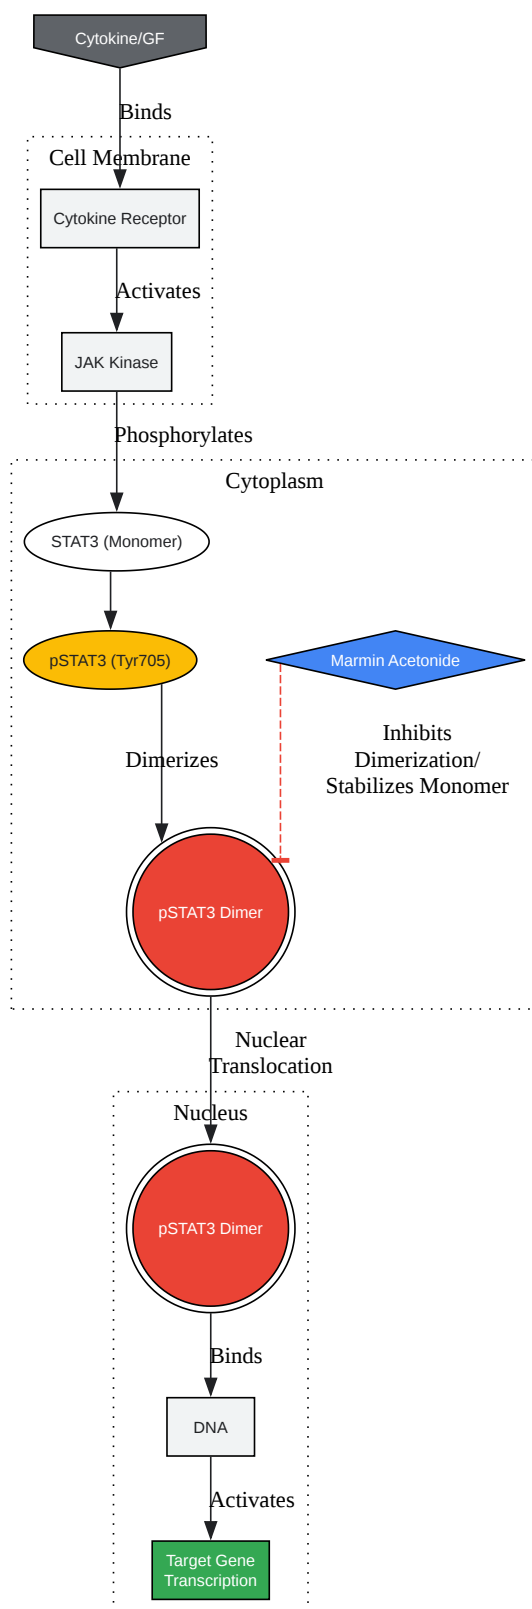 Cytokine/GF
Binds
Cell Membrane
Cytokine Receptor
Activates
JAK Kinase
Phosphorylates
Cytoplasm
STAT3 (Monomer)
pSTAT3 (Tyr705)
Marmin Acetonide
Inhibits
Dimerization/
Stabilizes Monomer
Dimerizes
pSTAT3 Dimer
Nuclear
Translocation
Nucleus
pSTAT3 Dimer
Binds
DNA
Activates
Target Gene
Transcription